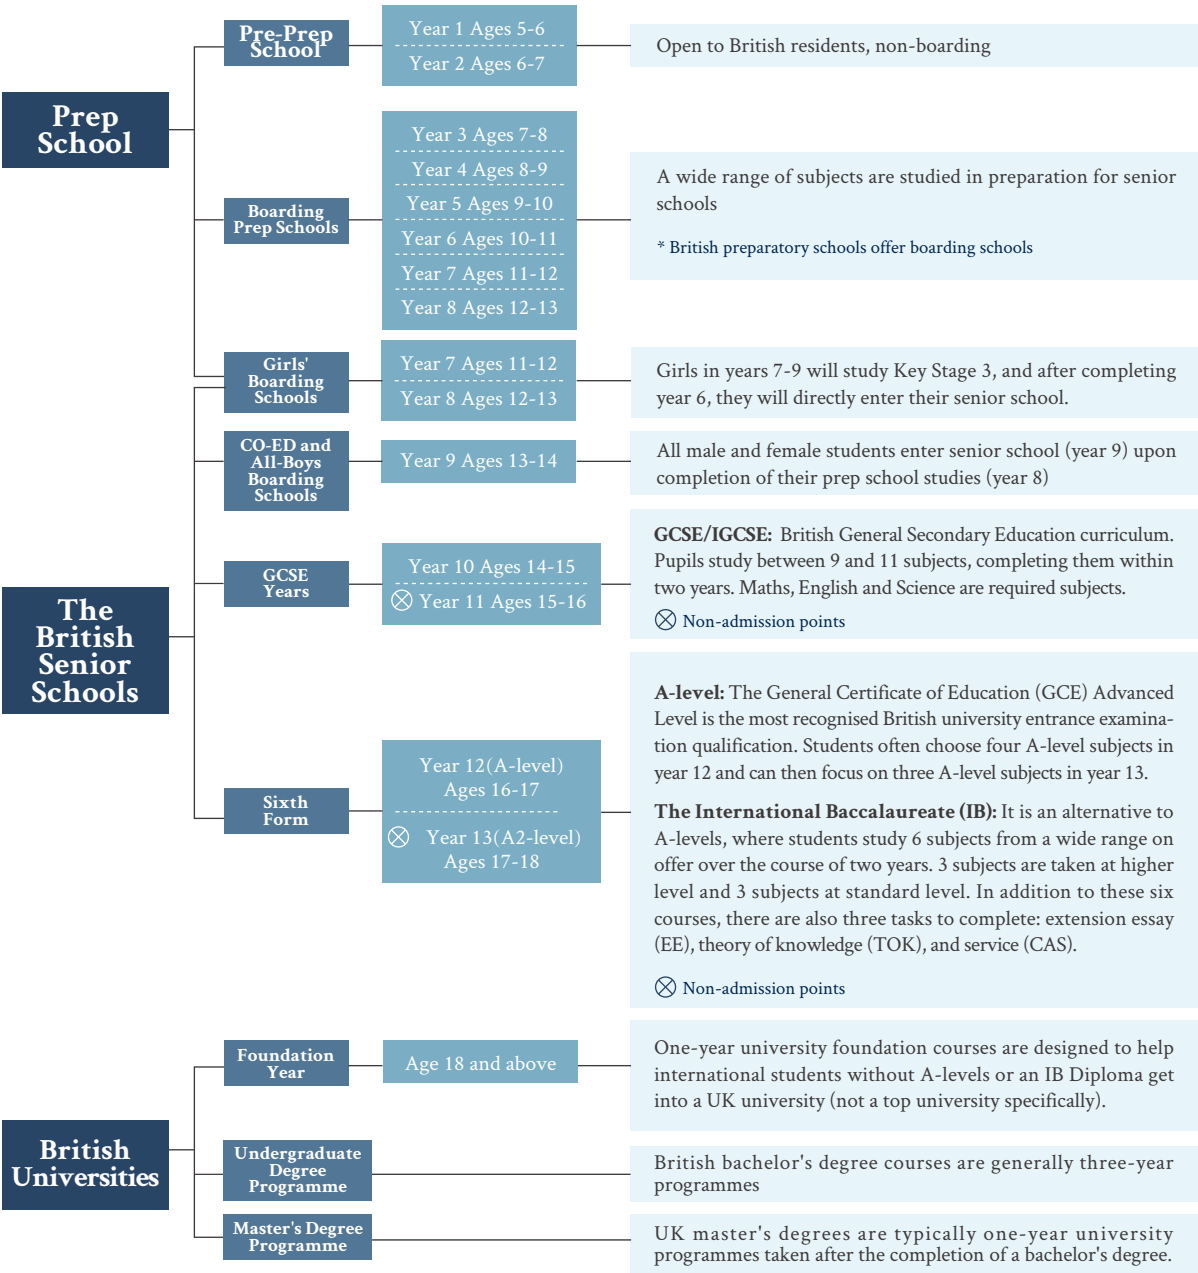 Prep
School
Pre-Prep
School
Year 1 Ages 5-6
Year 2 Ages 6-7
Open to British residents, non-boarding
Boarding
Prep Schools
Year 3 Ages 7-8
Year 4 Ages 8-9
Year 5 Ages 9-10
Year 6 Ages 10-11
Year 7 Ages 11-12
Year 8 Ages 12-13
A wide range of subjects are studied in preparation for senior
schools
* British preparatory schools offer boarding schools
Girls'
Boarding
Schools
Year 7 Ages 11-12
Year 8 Ages 12-13
Girls in years 7-9 will study Key Stage 3, and after completing
year 6, they will directly enter their senior school.
The
British
Senior
Schools
CO-ED and
All-Boys
Boarding
Schools
Year 9 Ages 13-14
All male and female students enter senior school (year 9) upon
completion of their prep school studies (year 8)
GCSE
Years
Year 10 Ages 14-15
⊗ Year 11 Ages 15-16
GCSE/IGCSE: British General Secondary Education curriculum.
Pupils study between 9 and 11 subjects, completing them within
two years. Maths, English and Science are required subjects.
⊗ Non-admission points
Sixth
Form
Year 12(A-level)
Ages 16-17
⊗ Year 13(A2-level)
Ages 17-18
A-level: The General Certificate of Education (GCE) Advanced
Level is the most recognised British university entrance examina-
tion qualification. Students often choose four A-level subjects in
year 12 and can then focus on three A-level subjects in year 13.
The International Baccalaureate (IB): It is an alternative to
A-levels, where students study 6 subjects from a wide range on
offer over the course of two years. 3 subjects are taken at higher
level and 3 subjects at standard level. In addition to these six
courses, there are also three tasks to complete: extension essay
(EE), theory of knowledge (TOK), and service (CAS).
⊗ Non-admission points
British
Universities
Foundation
Year
Age 18 and above
One-year university foundation courses are designed to help
international students without A-levels or an IB Diploma get
into a UK university (not a top university specifically).
Undergraduate
Degree
Programme
British bachelor's degree courses are generally three-year
programmes
Master's Degree
Programme
UK master's degrees are typically one-year university
programmes taken after the completion of a bachelor's degree.